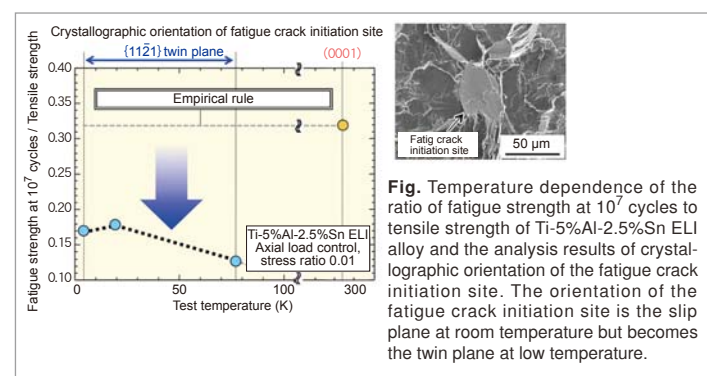 Crystallographic orientation of fatigue crack initiation site
{112̄1} twin plane
(0001)
Fatigue strength at 10⁷ cycles / Tensile strength
0.40
0.35
0.30
0.25
0.20
0.15
0.10
Empirical rule
Ti-5%Al-2.5%Sn ELI
Axial load control,
stress ratio 0.01
0
50
100
300
Test temperature (K)
Fatig crack
initiation site
50 μm
Fig. Temperature dependence of the
ratio of fatigue strength at 10⁷ cycles to
tensile strength of Ti-5%Al-2.5%Sn ELI
alloy and the analysis results of crystal-
lographic orientation of the fatigue crack
initiation site. The orientation of the
fatigue crack initiation site is the slip
plane at room temperature but becomes
the twin plane at low temperature.